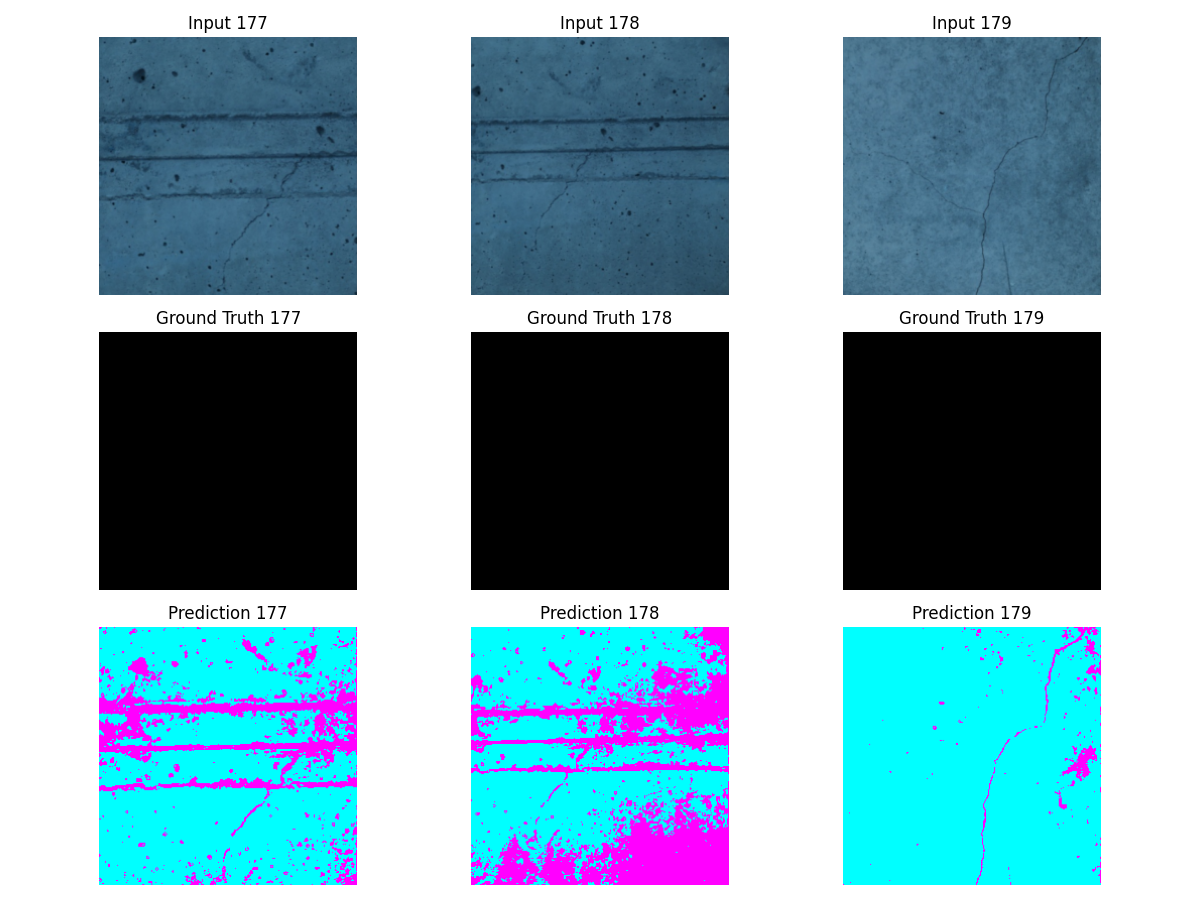 Input 177
Input 178
Input 179
Ground Truth 177
Ground Truth 178
Ground Truth 179
Prediction 177
Prediction 178
Prediction 179